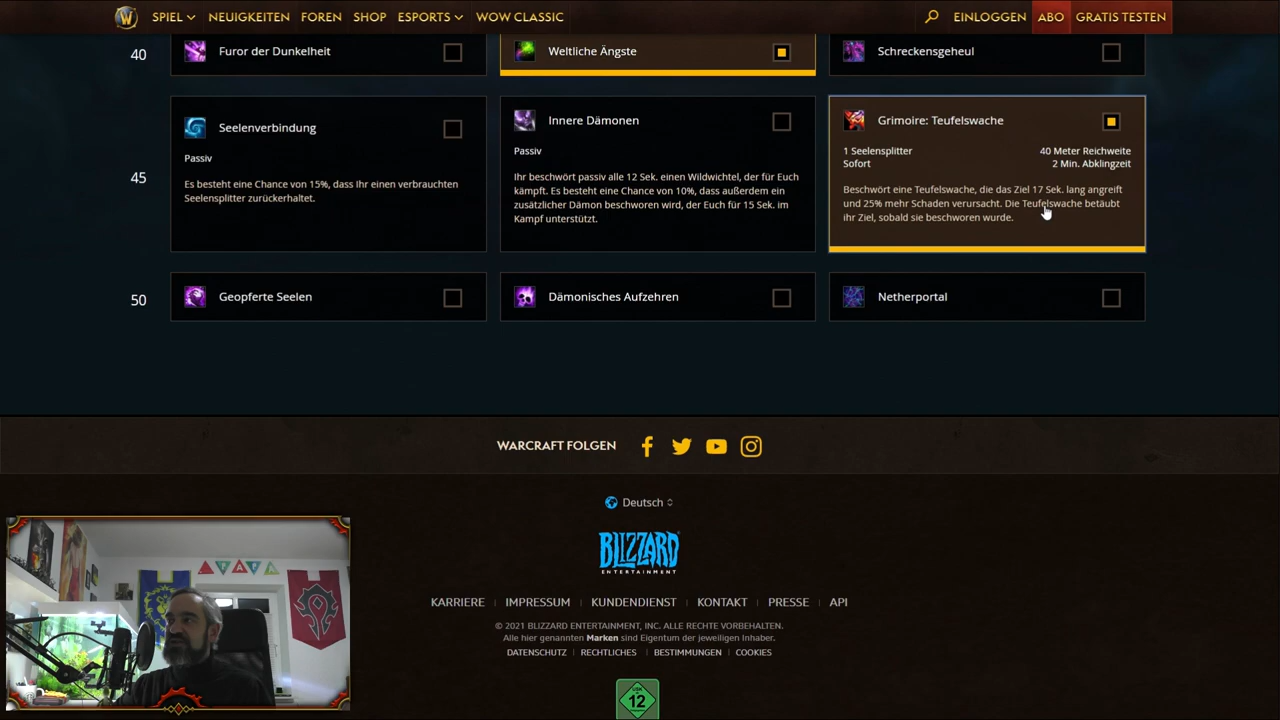 SPIEL NEUIGKEITEN FOREN SHOP ESPORTS WOW CLASSIC EINLOGGEN ABO GRATIS TESTEN
40
Furor der Dunkelheit
Weltliche Ängste
Schreckensgeheul
45
Seelenverbindung
Passiv
Es besteht eine Chance von 15%, dass Ihr einen verbrauchten
Seelensplitter zurückerhaltet.
Innere Dämonen
Passiv
Ihr beschwört passiv alle 12 Sek. einen Wildwichtel, der für Euch
kämpft. Es besteht eine Chance von 10%, dass außerdem ein
zusätzlicher Dämon beschworen wird, der Euch für 15 Sek. im
Kampf unterstützt.
Grimoire: Teufelswache
1 Seelensplitter 40 Meter Reichweite
Sofort 2 Min. Abklingzeit
Beschwört eine Teufelswache, die das Ziel 17 Sek. lang angreift
und 25% mehr Schaden verursacht. Die Teufelswache betäubt
ihr Ziel, sobald sie beschworen wurde.
50
Geopferte Seelen
Dämonisches Aufzehren
Netherportal
WARCRAFT FOLGEN
Deutsch
BLIZZARD
ENTERTAINMENT
KARRIERE | IMPRESSUM | KUNDENDIENST | KONTAKT | PRESSE | API
© 2021 BLIZZARD ENTERTAINMENT, INC. ALLE RECHTE VORBEHALTEN.
Alle hier genannten Marken sind Eigentum der jeweiligen Inhaber.
DATENSCHUTZ | RECHTLICHES | BESTIMMUNGEN | COOKIES
USK
12